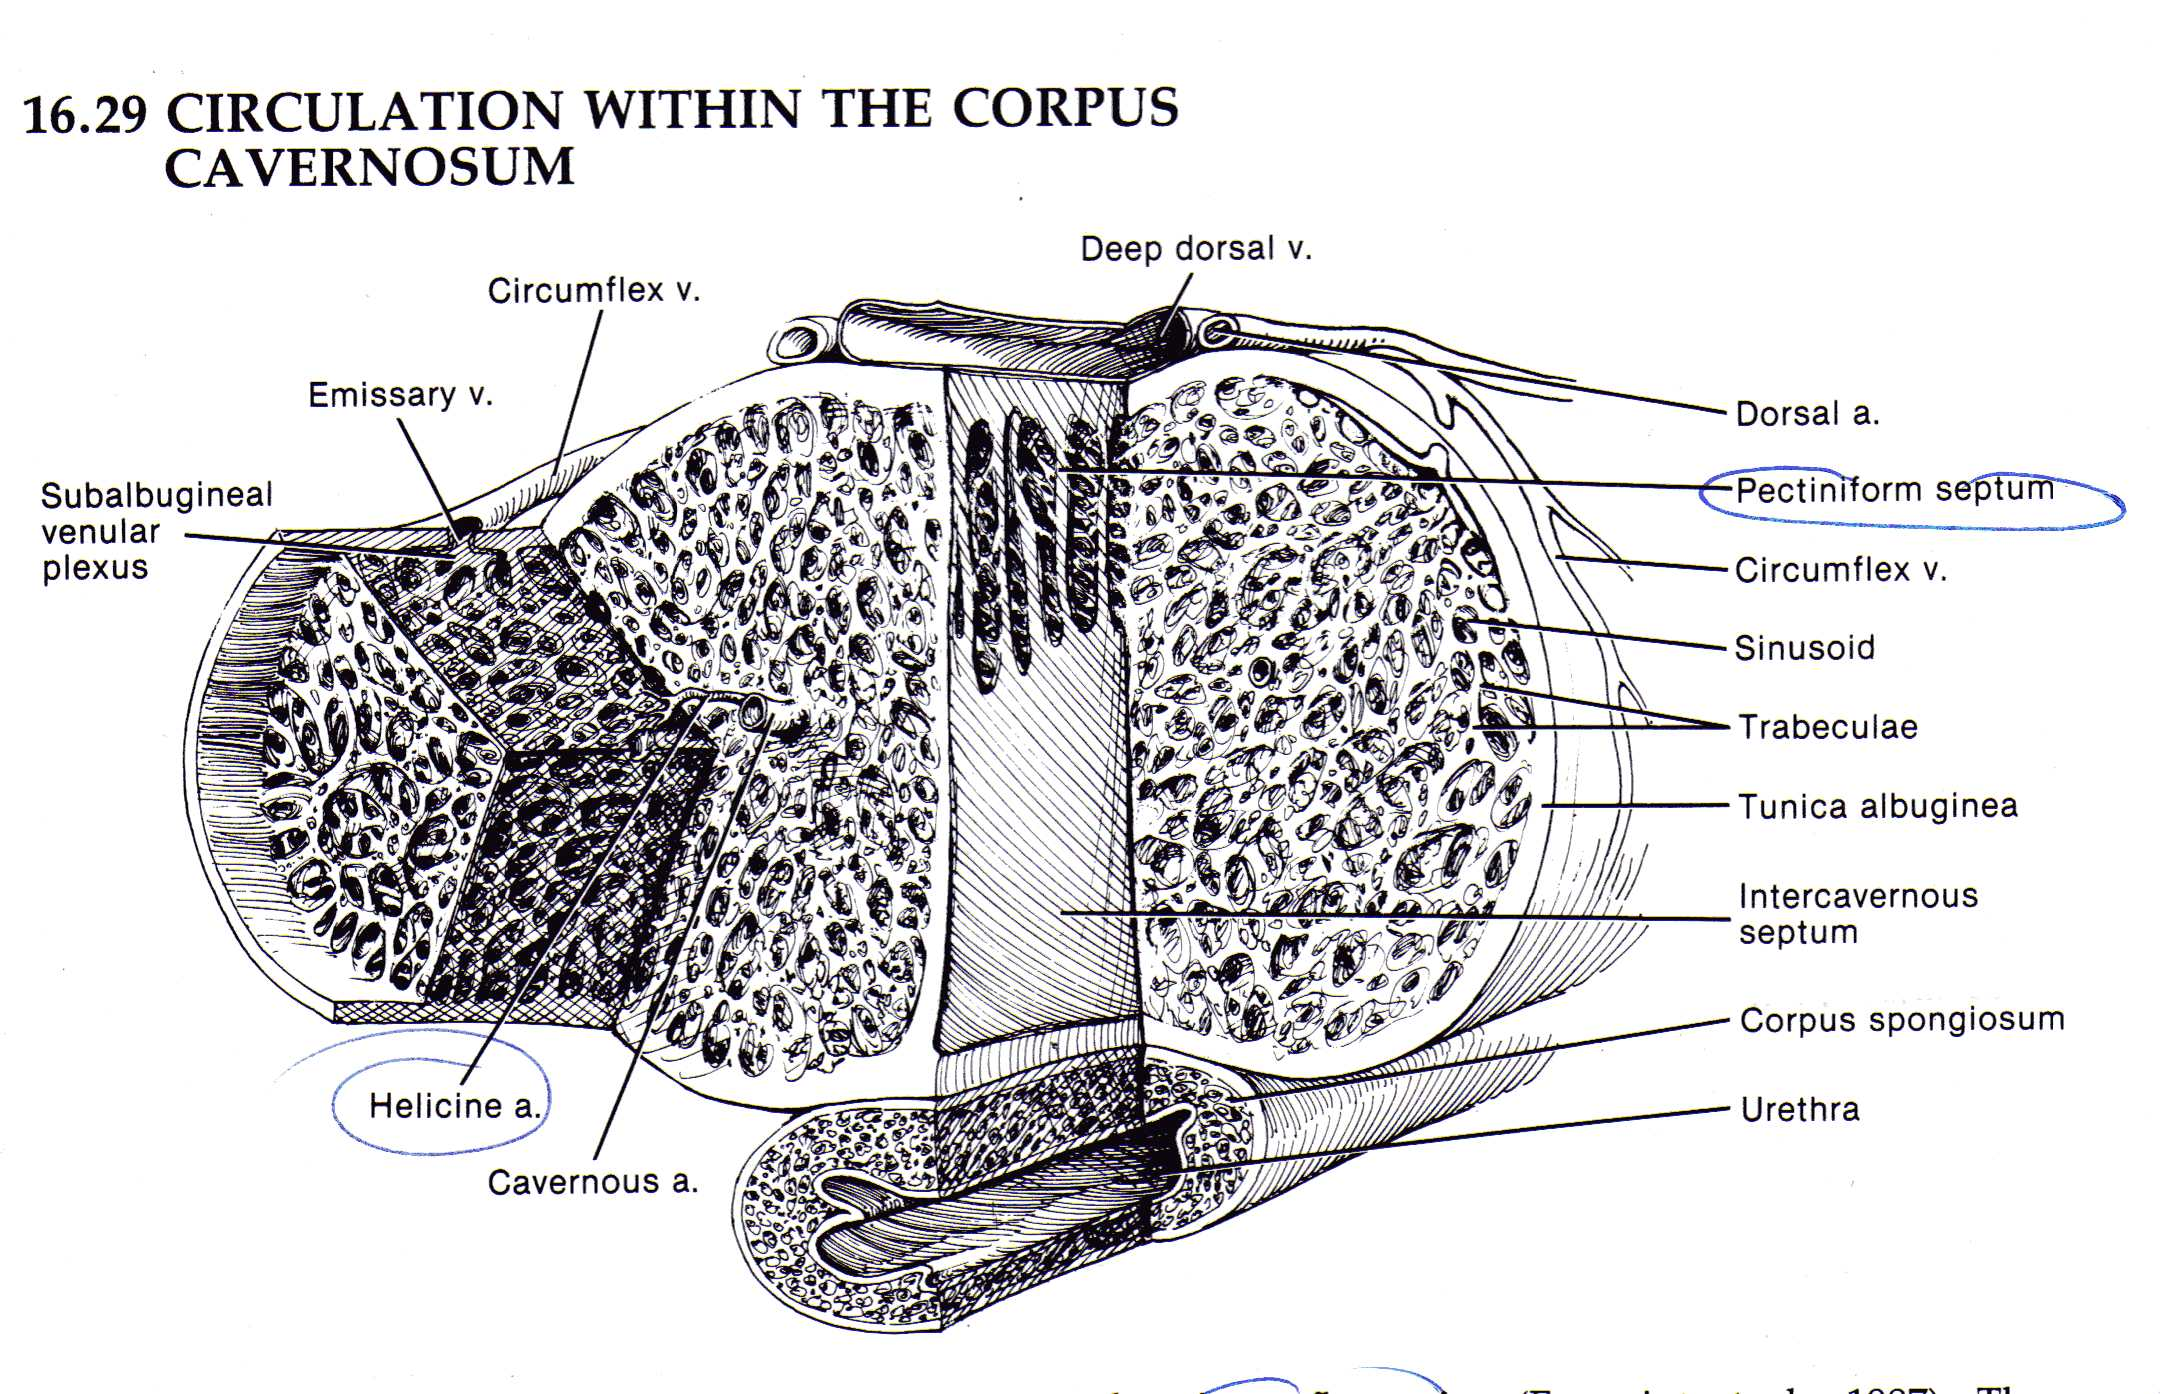 16.29 CIRCULATION WITHIN THE CORPUS
CAVERNOSUM
Deep dorsal v.
Circumflex v.
Emissary v.
Subalbugineal
venular
plexus
Dorsal a.
Pectiniform septum
Circumflex v.
Sinusoid
Trabeculae
Tunica albuginea
Intercavernous
septum
Corpus spongiosum
Urethra
Helicine a.
Cavernous a.